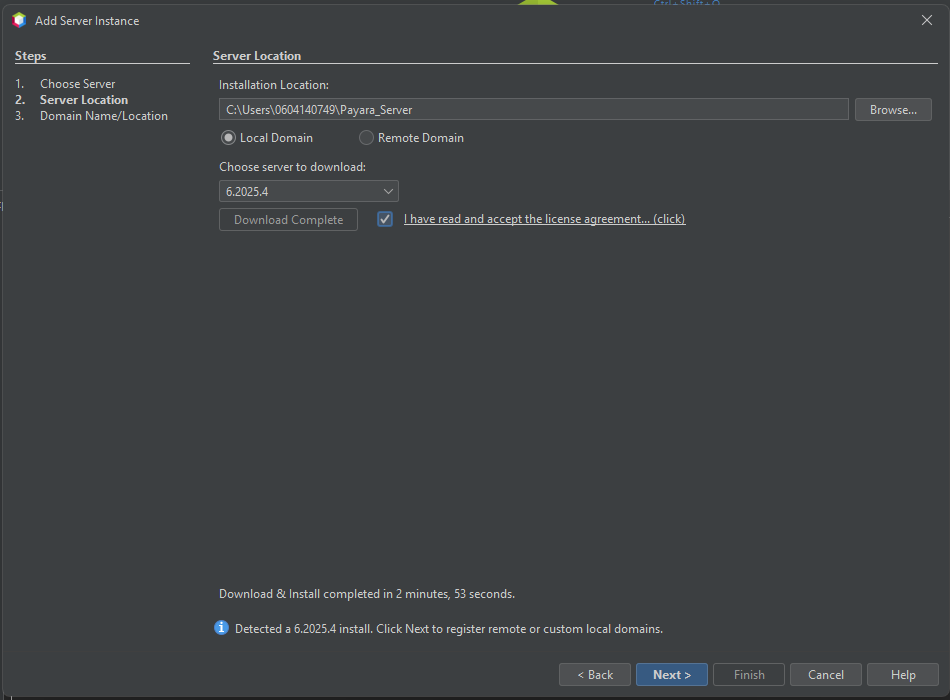 Ctrl+Shift+O
Add Server Instance
Steps
1. Choose Server
2. Server Location
3. Domain Name/Location
Server Location
Installation Location:
C:\Users\0604140749\Payara_Server
Browse...
Local Domain
Remote Domain
Choose server to download:
6.2025.4
Download Complete
I have read and accept the license agreement... (click)
Download & Install completed in 2 minutes, 53 seconds.
Detected a 6.2025.4 install. Click Next to register remote or custom local domains.
< Back
Next >
Finish
Cancel
Help